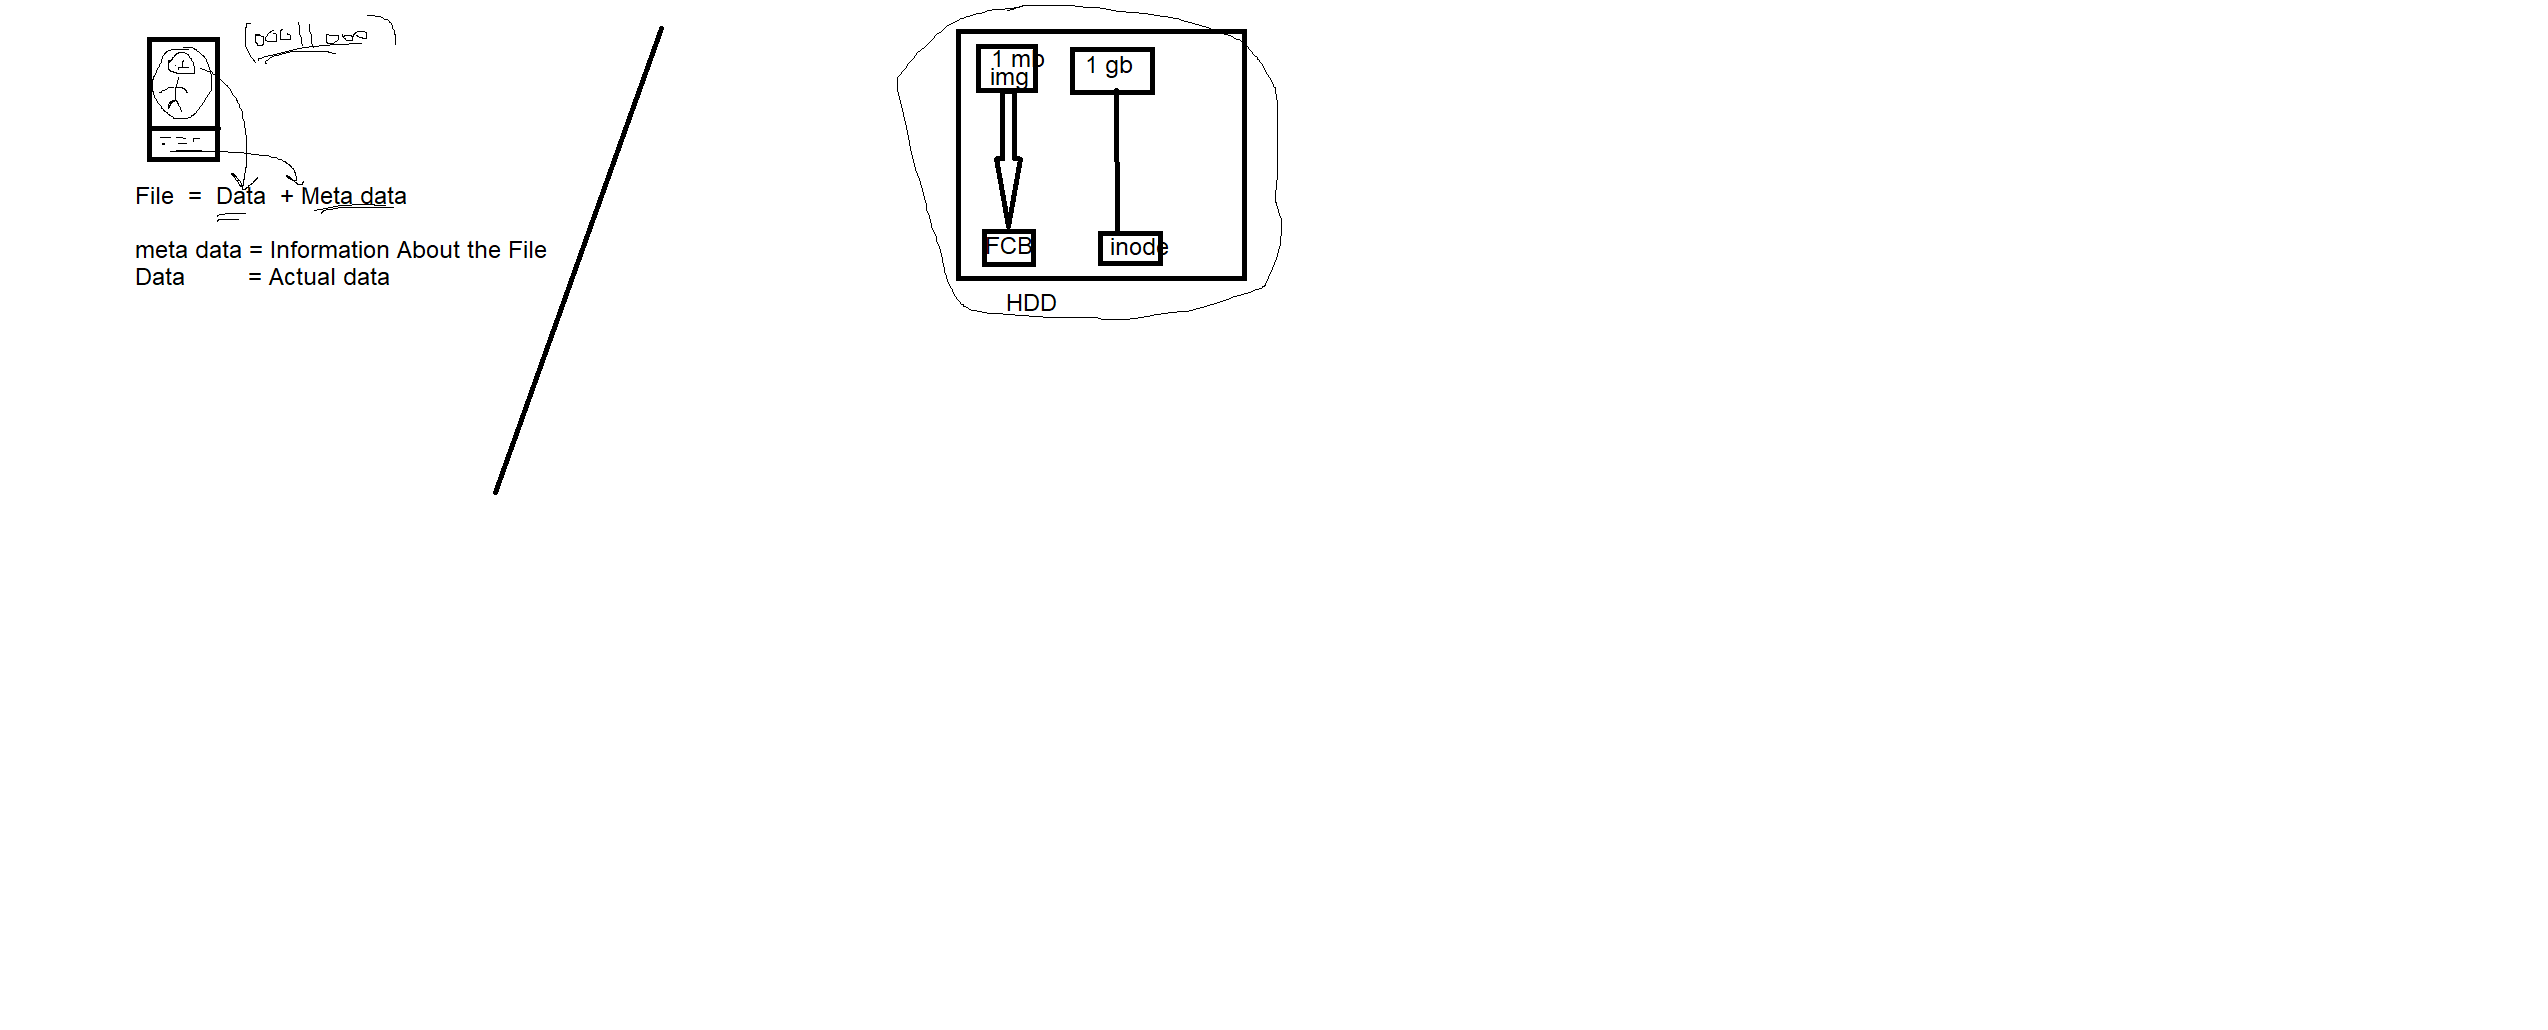 File = Data + Meta data
meta data = Information About the File
Data = Actual data
1 mb
img
1 gb
FCB
inode
HDD